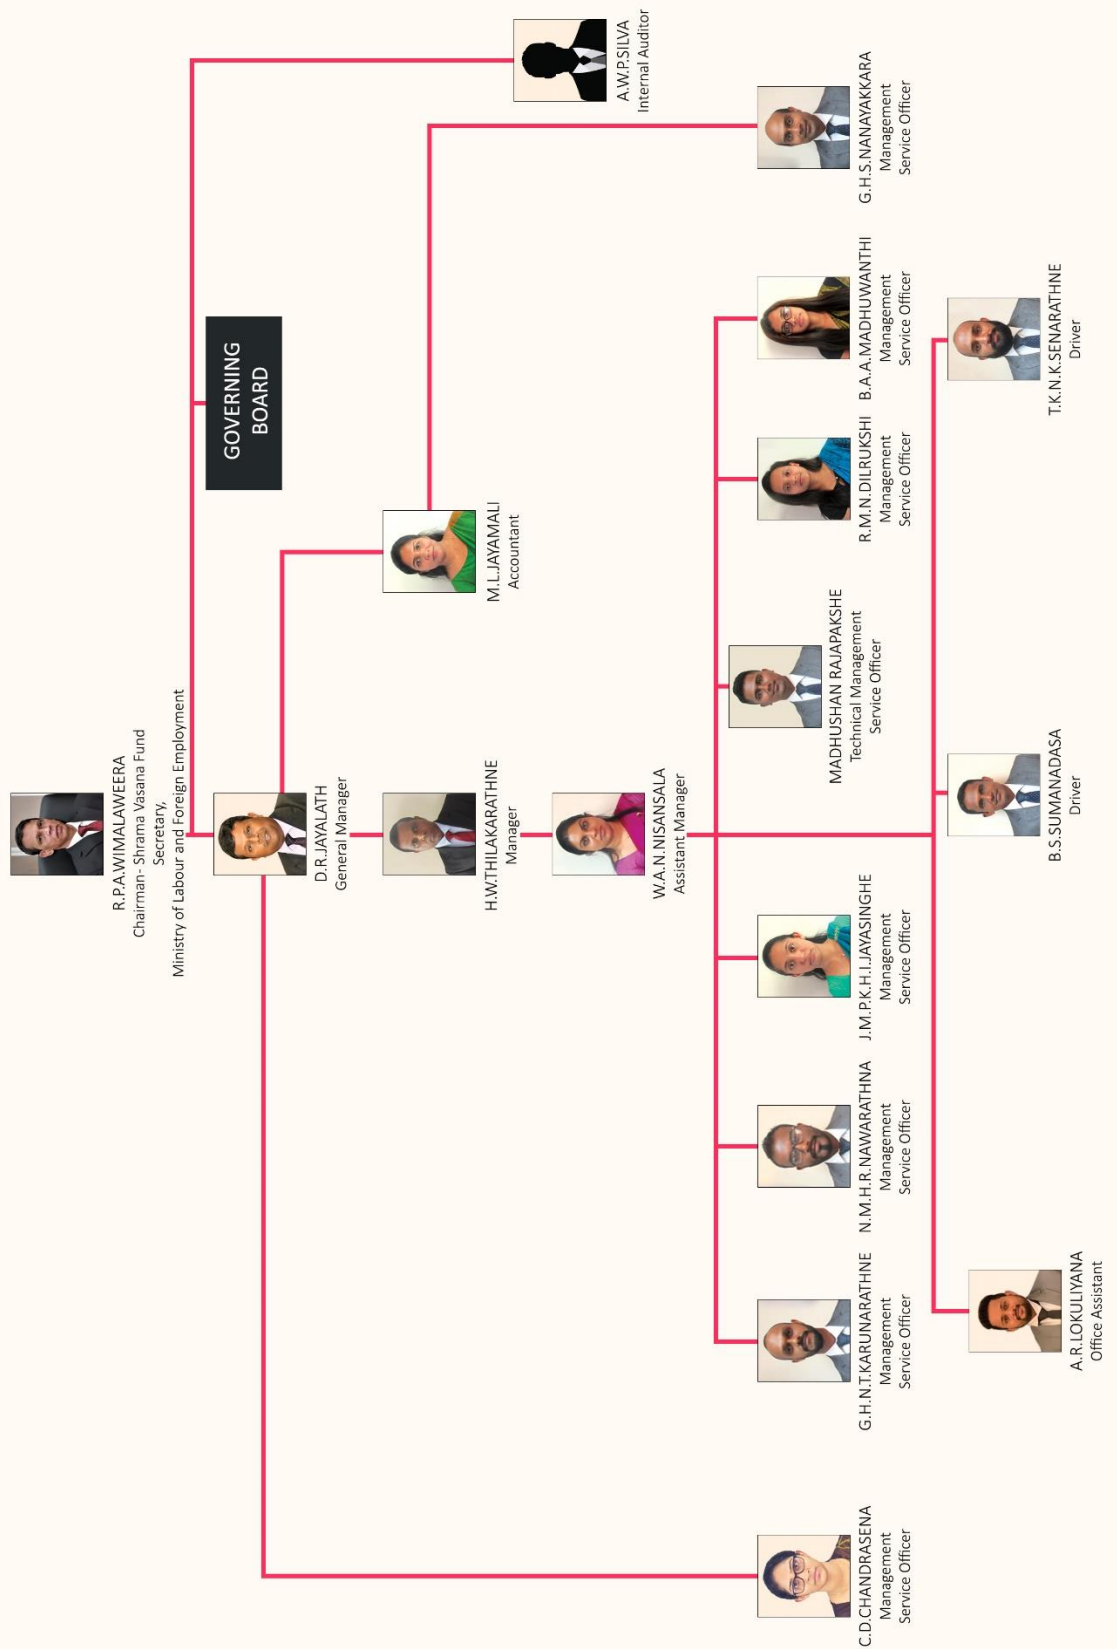 R.P.A.WIMALAWEERA
Chairman- Shrama Vasana Fund
Secretary,
Ministry of Labour and Foreign Employment
GOVERNING
BOARD
D.R.JAYALATH
General Manager
A.W.P.SILVA
Internal Auditor
H.W.THILAKARATHNE
Manager
M.L.JAYAMALI
Accountant
W.A.N.NISANSALA
Assistant Manager
C.D.CHANDRASENA
Management
Service Officer
G.H.N.T.KARUNARATHNE
Management
Service Officer
N.M.H.R.NAWARATHNA
Management
Service Officer
J.M.P.K.H.I.JAYASINGHE
Management
Service Officer
MADHUSHAN RAJAPAKSHE
Technical Management
Service Officer
R.M.N.DILRUKSHI
Management
Service Officer
B.A.A.MADHUWANTHI
Management
Service Officer
G.H.S.NANAYAKKARA
Management
Service Officer
A.R.LOKULIYANA
Office Assistant
B.S.SUMANADASA
Driver
T.K.N.K.SENARATHNE
Driver